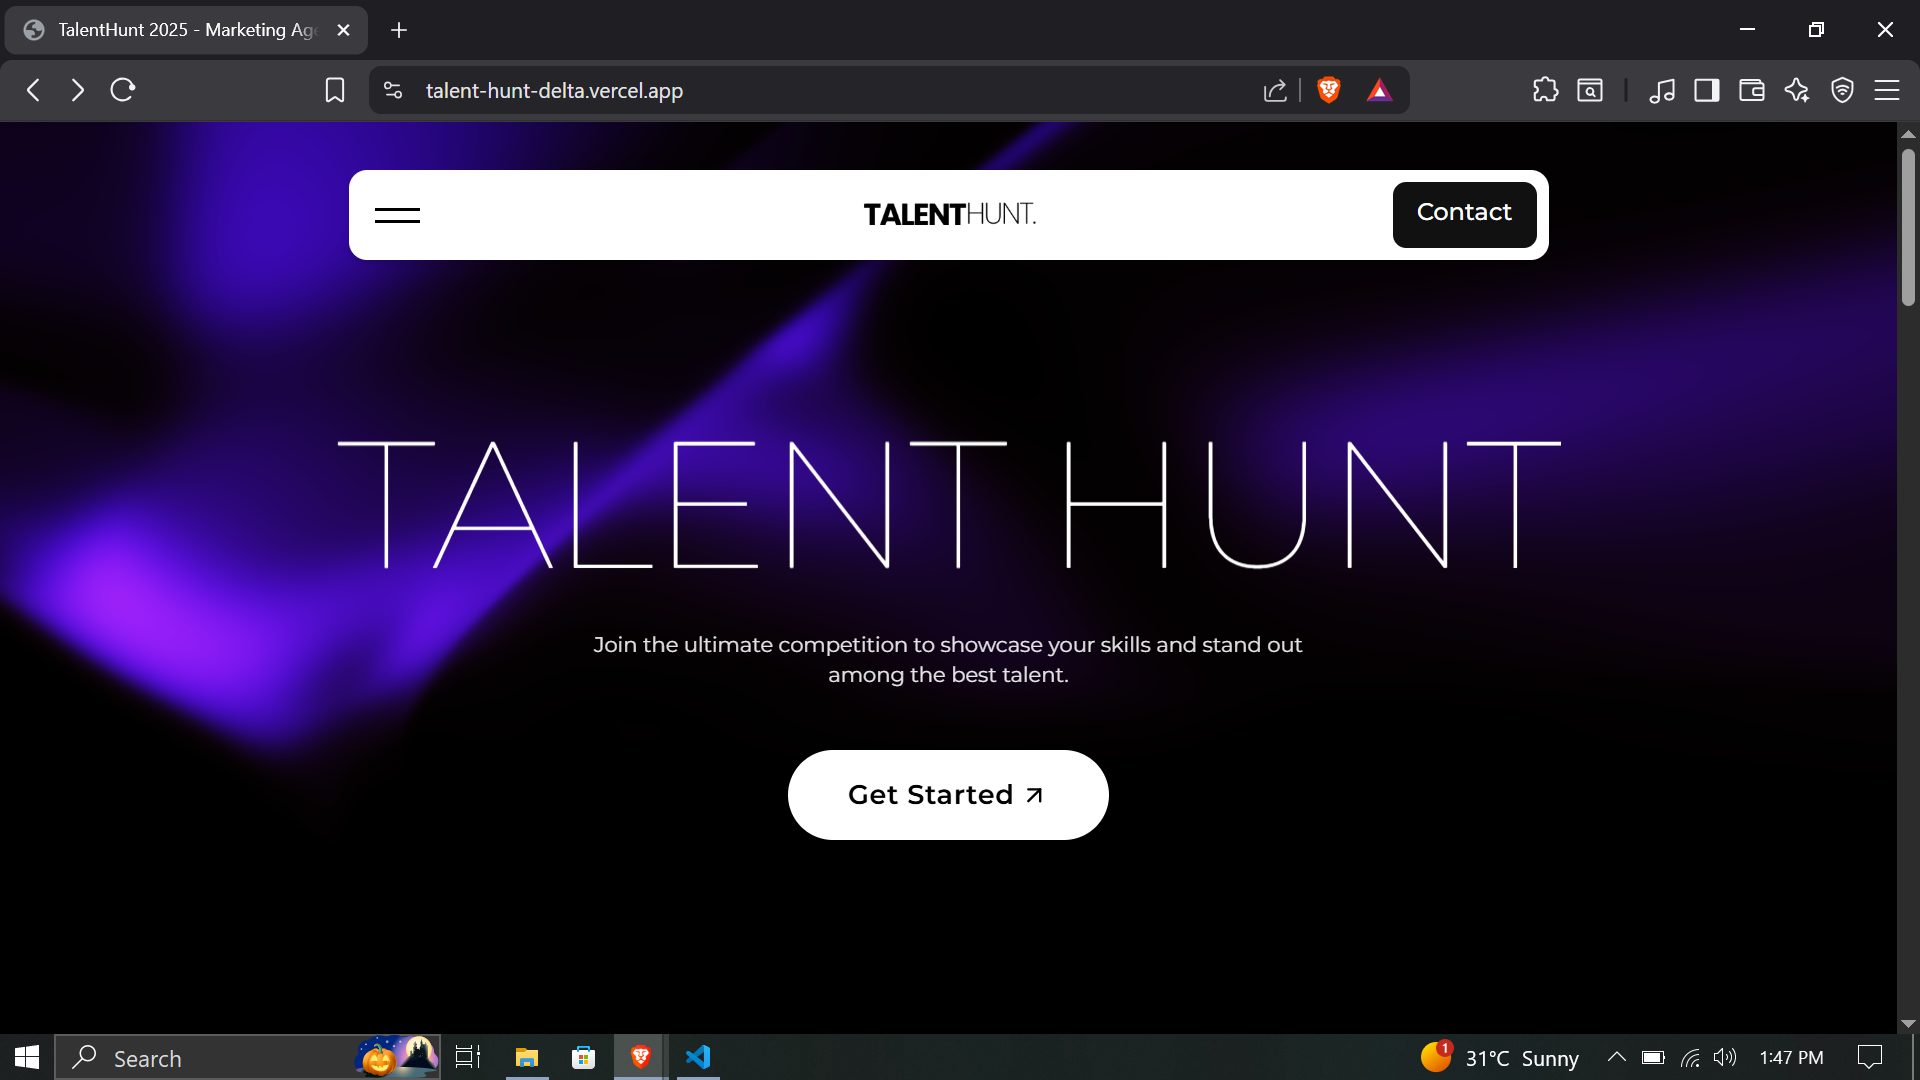 TalentHunt 2025 - Marketing Age
talent-hunt-delta.vercel.app
TALENTHUNT.
Contact
TALENT HUNT
Join the ultimate competition to showcase your skills and stand out
among the best talent.
Get Started
Search
1
31°C Sunny
1:47 PM